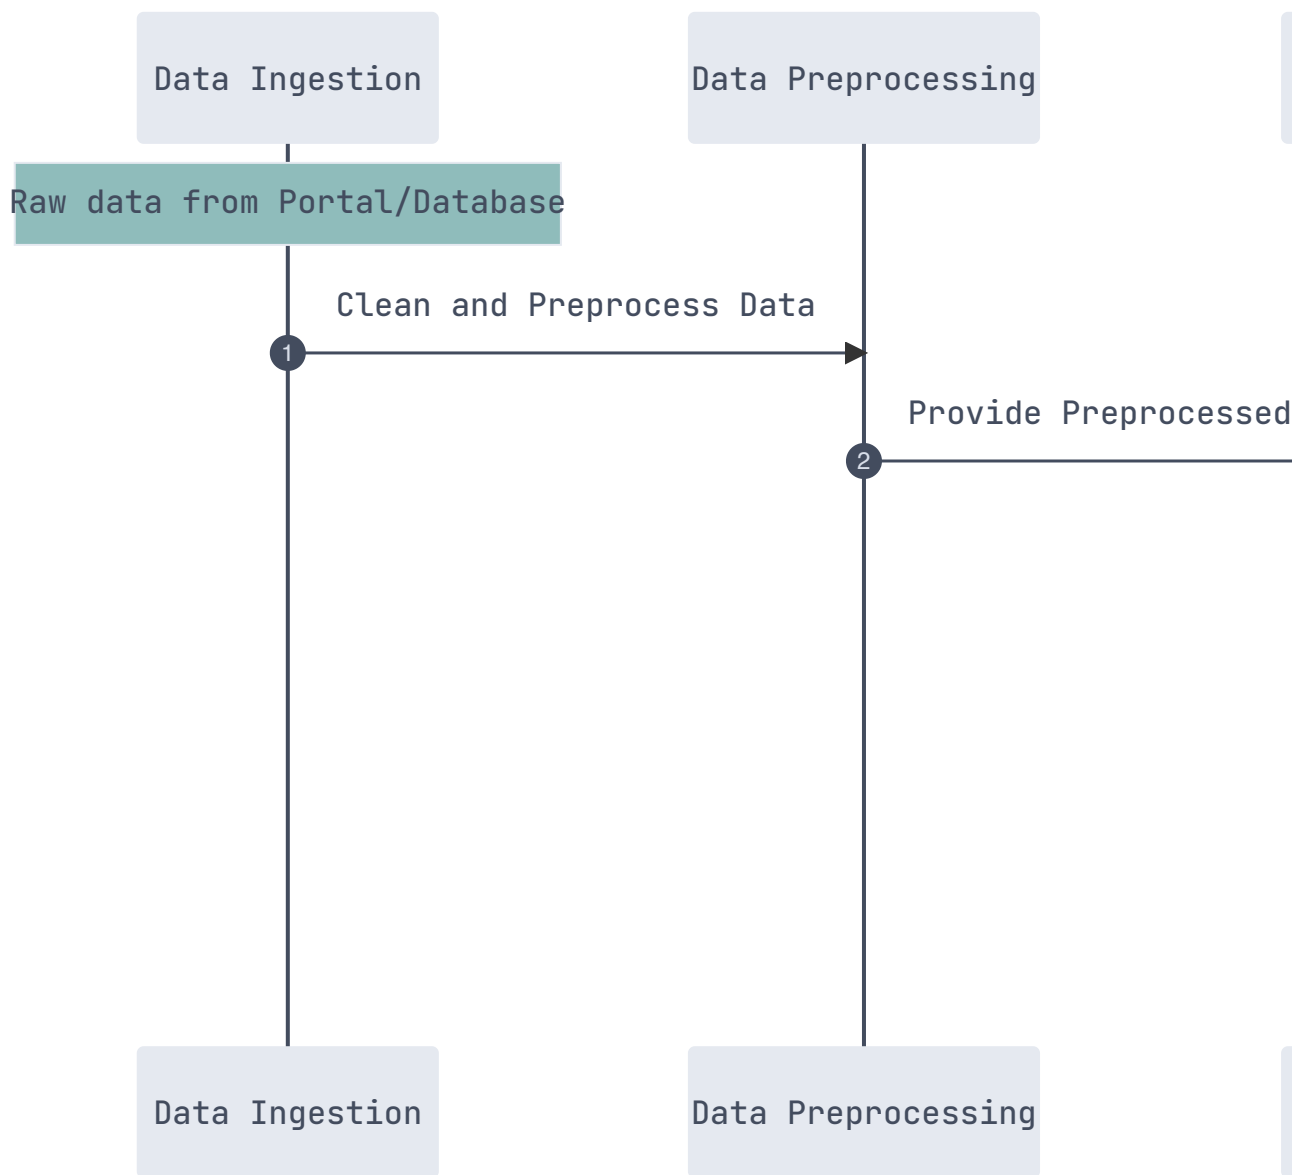 Data Ingestion
Data Preprocessing
Raw data from Portal/Database
Clean and Preprocess Data
1
Provide Preprocessed
2
Data Ingestion
Data Preprocessing